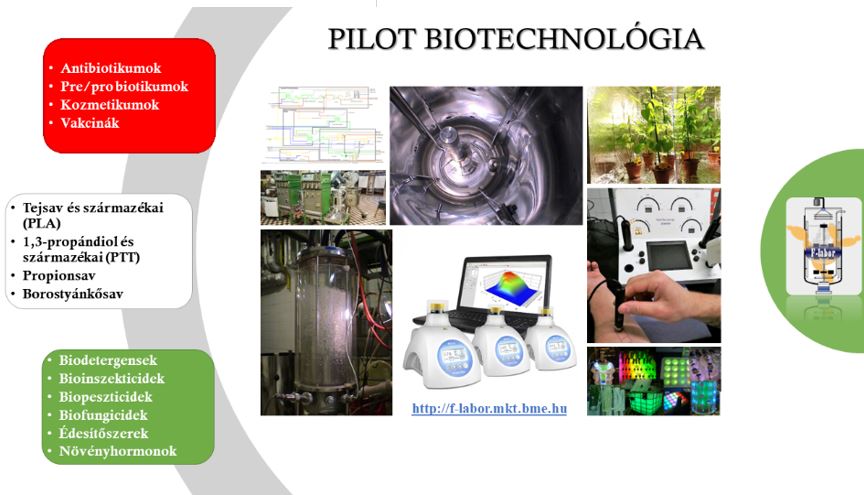 PILOT BIOTECHNOLÓGIA
• Antibiotikumok
• Pre/pro biotikumok
• Kozmetikumok
• Vakcinák
• Tejsav és származékai
(PLA)
• 1,3-propándiol és
származékai (PTT)
• Propionsav
• Borostyánkősav
• Biodetergensek
• Bioinszekticidek
• Biopeszticidek
• Biofungicidek
• Édesítőszerek
• Növényhormonok
http://f-labor.mkt.bme.hu
F-labor